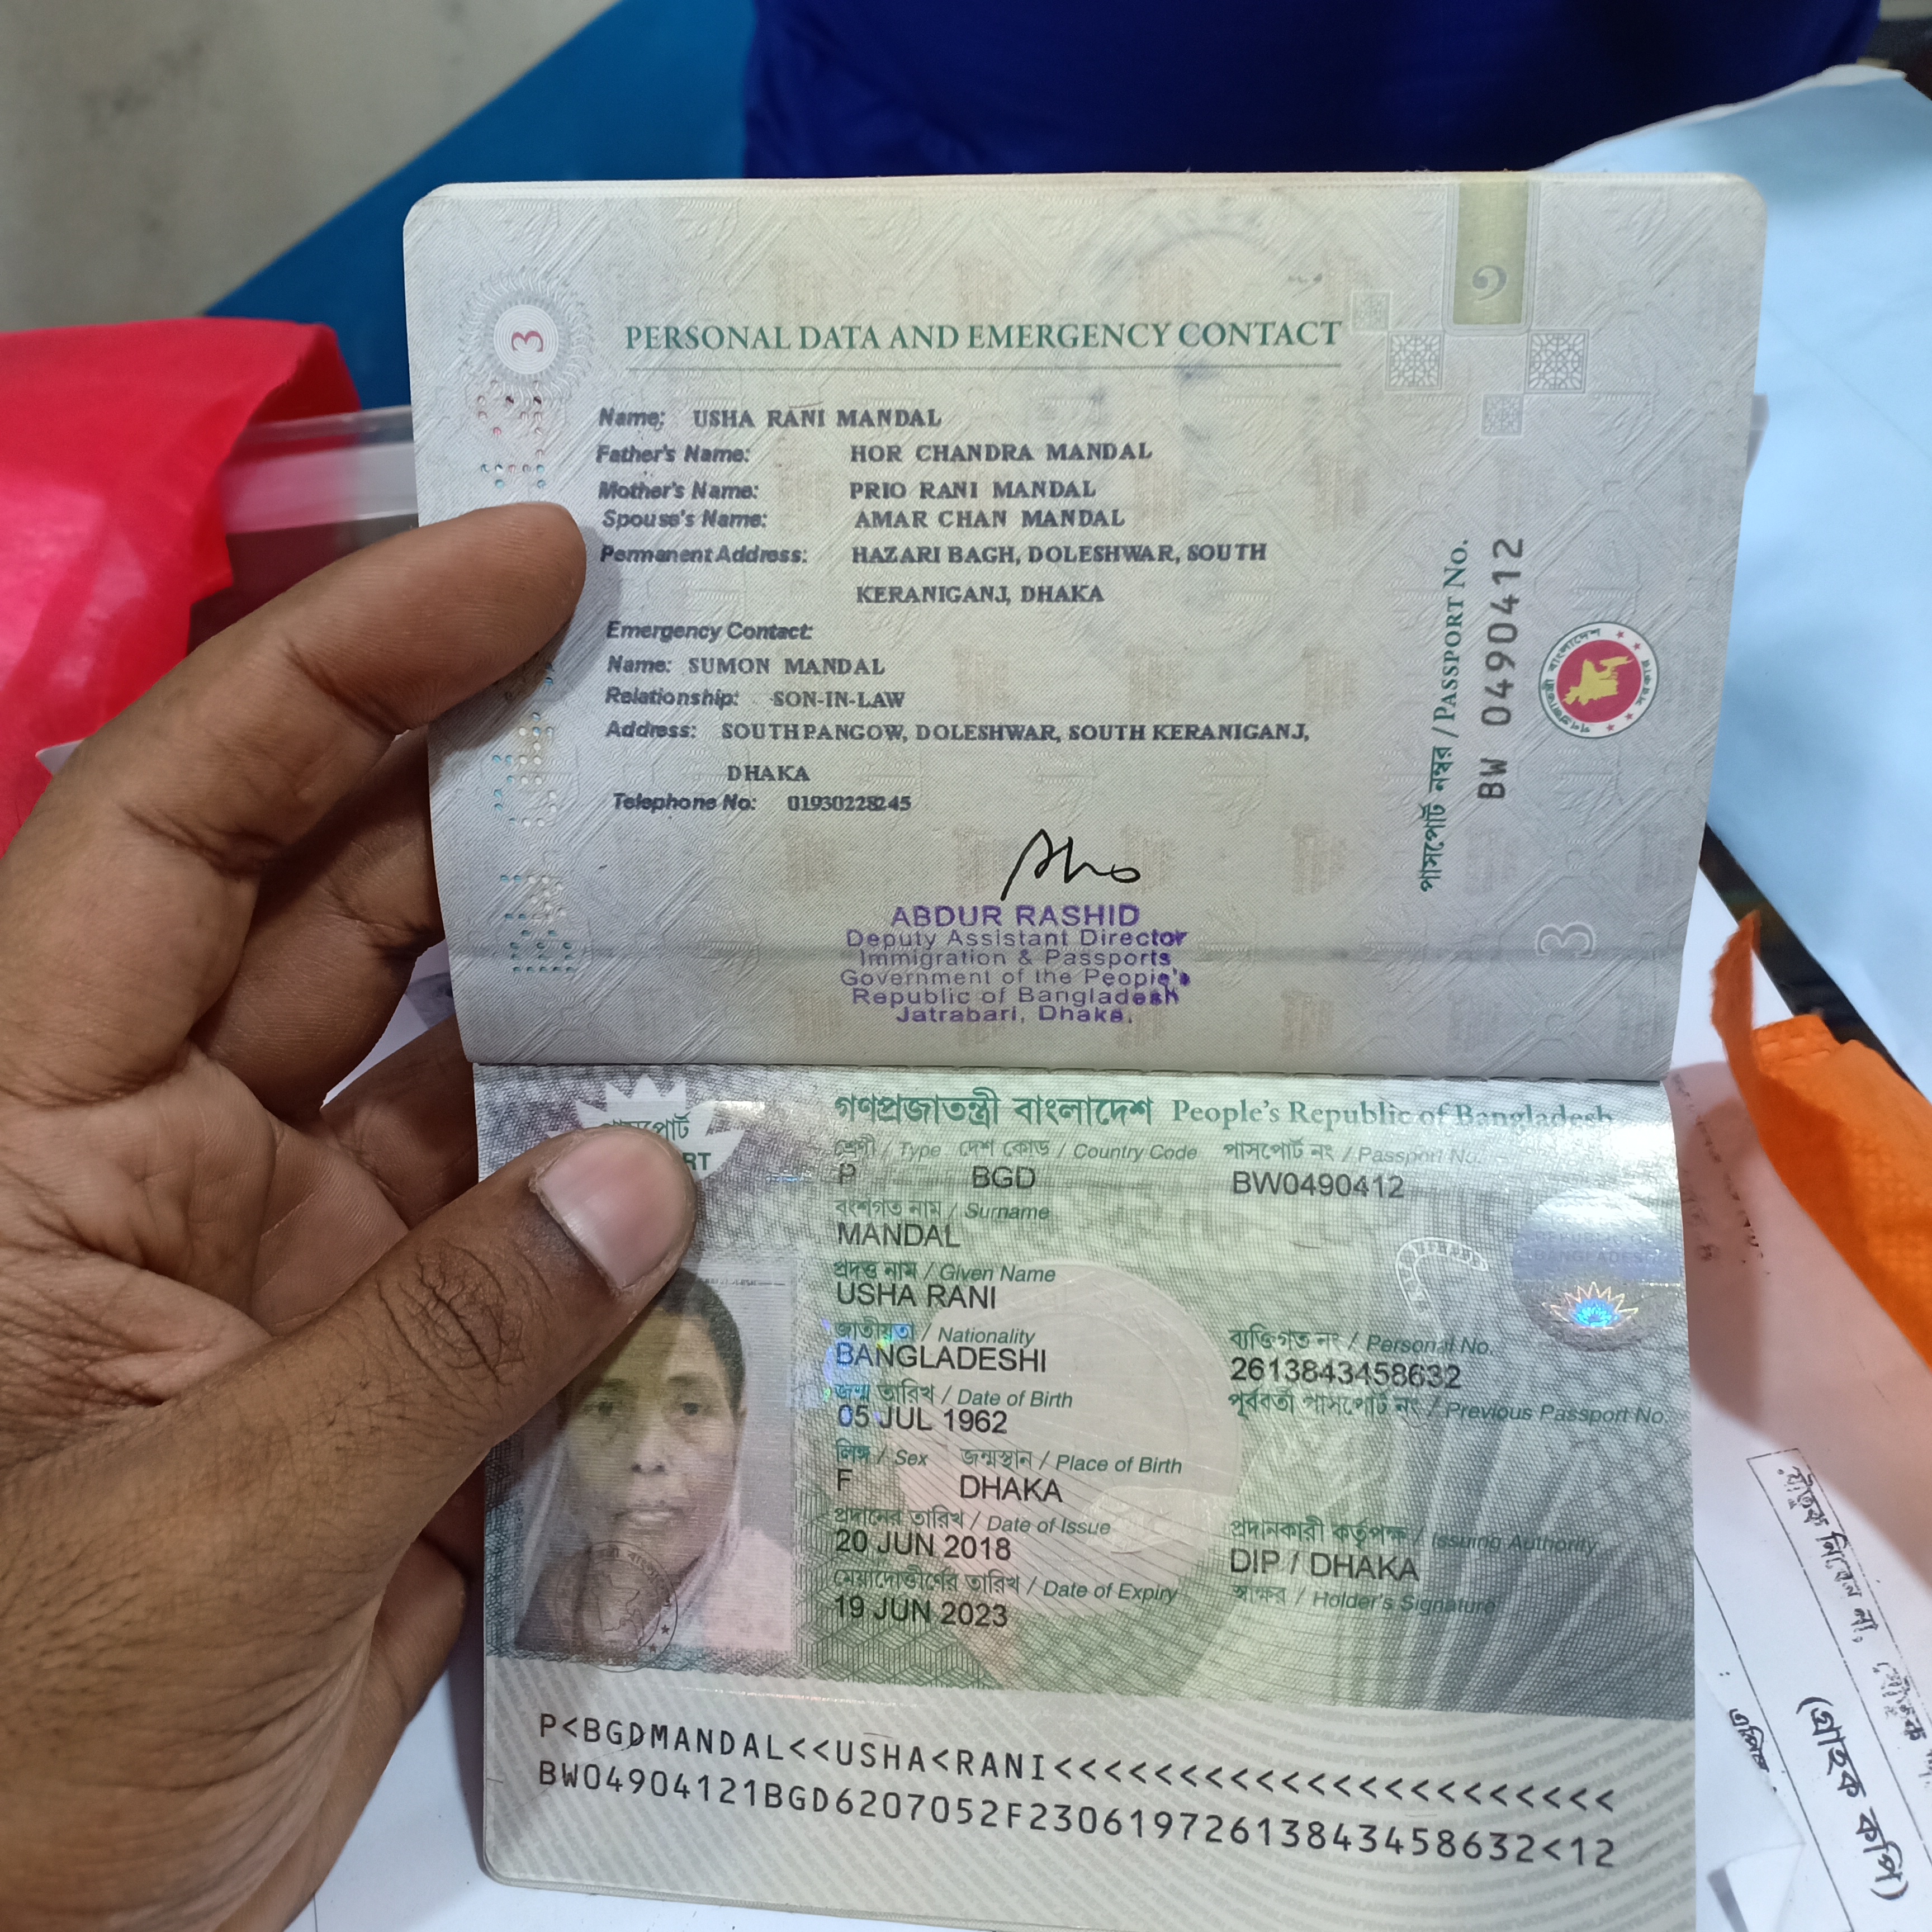 3
PERSONAL DATA AND EMERGENCY CONTACT
Name: USHA RANI MANDAL
Father's Name: HOR CHANDRA MANDAL
Mother's Name: PRIO RANI MANDAL
Spouse's Name: AMAR CHAN MANDAL
Permanent Address: HAZARI BAGH, DOLESHWAR, SOUTH
KERANIGANJ, DHAKA
Emergency Contact:
Name: SUMON MANDAL
Relationship: SON-IN-LAW
Address: SOUTH PANGOW, DOLESHWAR, SOUTH KERANIGANJ,
DHAKA
Telephone No: 01930228245
পাসপোর্ট নম্বর / PASSPORT No.
BW 0490412
3
ABDUR RASHID
Deputy Assistant Director
Immigration & Passports
Government of the People's
Republic of Bangladesh
Jatrabari, Dhaka.
গণপ্রজাতন্ত্রী বাংলাদেশ People's Republic of Bangladesh
শ্রেণী / Type দেশ কোড / Country Code পাসপোর্ট নং / Passport No.
P BGD BW0490412
বংশগত নাম / Surname
MANDAL
প্রদত্ত নাম / Given Name
USHA RANI
জাতীয়তা / Nationality ব্যক্তিগত নং / Personal No.
BANGLADESHI 2613843458632
জন্ম তারিখ / Date of Birth পূর্ববর্তী পাসপোর্ট নং / Previous Passport No.
05 JUL 1962
লিঙ্গ / Sex জন্মস্থান / Place of Birth
F DHAKA
প্রদানের তারিখ / Date of Issue প্রদানকারী কর্তৃপক্ষ / Issuing Authority
20 JUN 2018 DIP / DHAKA
মেয়াদোত্তীর্ণের তারিখ / Date of Expiry স্বাক্ষর / Holder's Signature
19 JUN 2023
P<BGDMANDAL<<USHA<RANI<<<<<<<<<<<<<<<<<<<<<<
BW04904121BGD6207052F23061972613843458632<12
(গ্রাহক কপি)